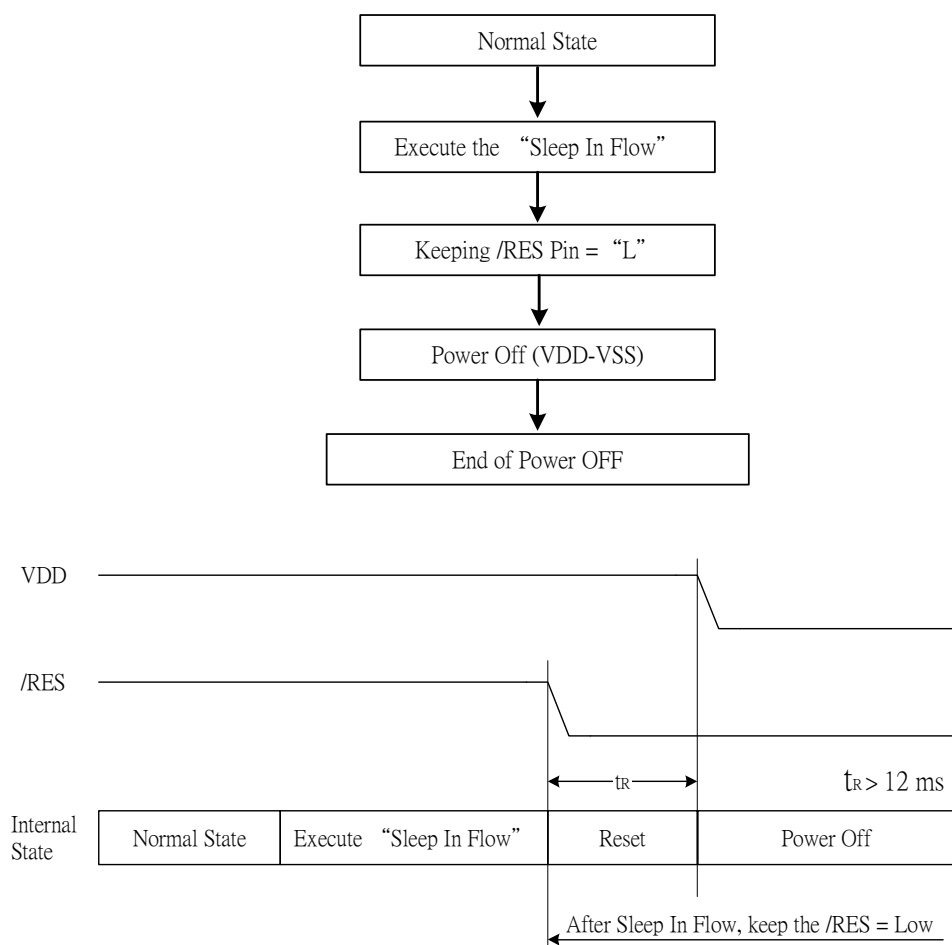 Normal State
Execute the “Sleep In Flow”
Keeping /RES Pin = “L”
Power Off (VDD-VSS)
End of Power OFF
VDD
/RES
tR
tR > 12 ms
Internal
State
Normal State
Execute “Sleep In Flow”
Reset
Power Off
After Sleep In Flow, keep the /RES = Low